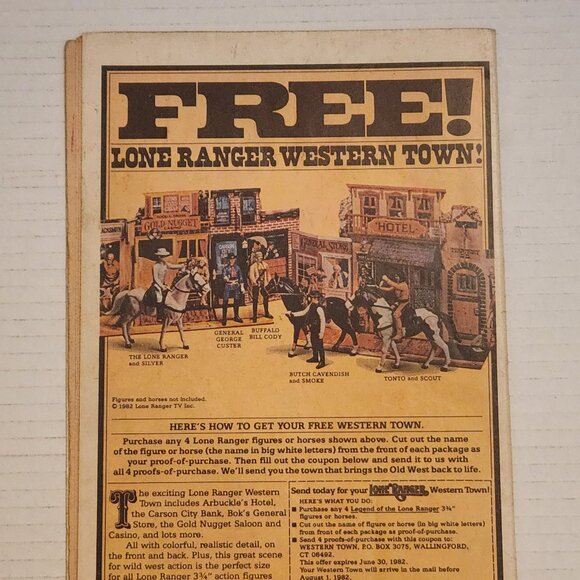 FREE!
LONE RANGER WESTERN TOWN!
GOLD NUGGET
GENERAL STORE
HOTEL
THE LONE RANGER
and SILVER
GENERAL
GEORGE
CUSTER
BUFFALO
BILL CODY
BUTCH CAVENDISH
and SMOKE
TONTO and SCOUT
Figures and horses not included.
© 1982 Lone Ranger TV Inc.
HERE'S HOW TO GET YOUR FREE WESTERN TOWN.
Purchase any 4 Lone Ranger figures or horses shown above. Cut out the name
of the figure or horse (the name in big white letters) from the front of each package as
your proof-of-purchase. Then fill out the coupon below and send it to us with
all 4 proofs-of-purchase. We'll send you the town that brings the Old West back to life.
The exciting Lone Ranger Western
Town includes Arbuckle's Hotel,
the Carson City Bank, Bok's General
Store, the Gold Nugget Saloon and
Casino, and lots more.
All with colorful, realistic detail, on
the front and back. Plus, this great scene
for wild west action is the perfect size
for all Lone Ranger 3¾" action figures
Send today for your LONE RANGER Western Town!
HERE'S WHAT YOU DO:
■ Purchase any 4 Legend of the Lone Ranger 3¾"
figures or horses.
■ Cut out the name of figure or horse (in big white letters)
from front of each package as proof-of-purchase.
■ Send 4 proofs-of-purchase with this coupon to:
WESTERN TOWN, P.O. BOX 3075, WALLINGFORD,
CT 08492.
This offer expires June 30, 1982.
Your Western Town will arrive in the mail before
August 1, 1982.